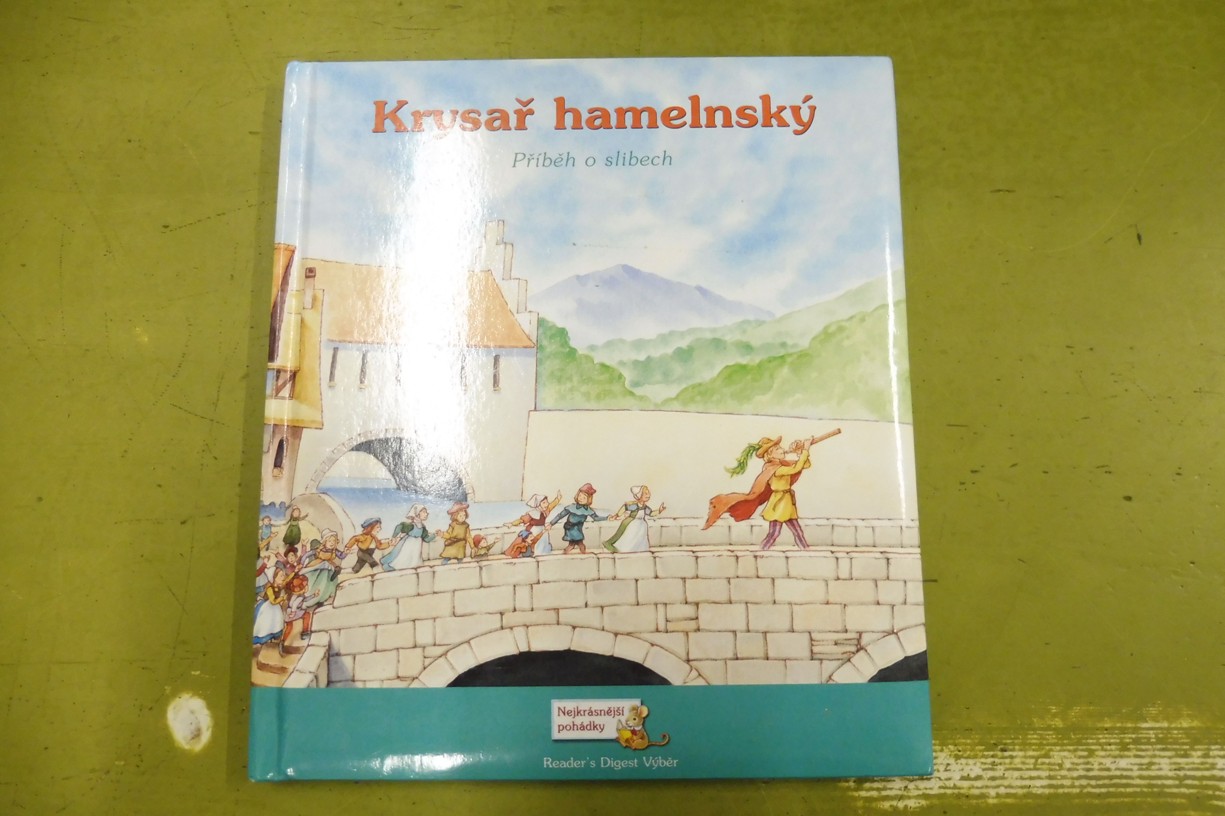 Krysař hamelnský
Příběh o slibech
Nejkrásnější
pohádky
Reader's Digest Výběr